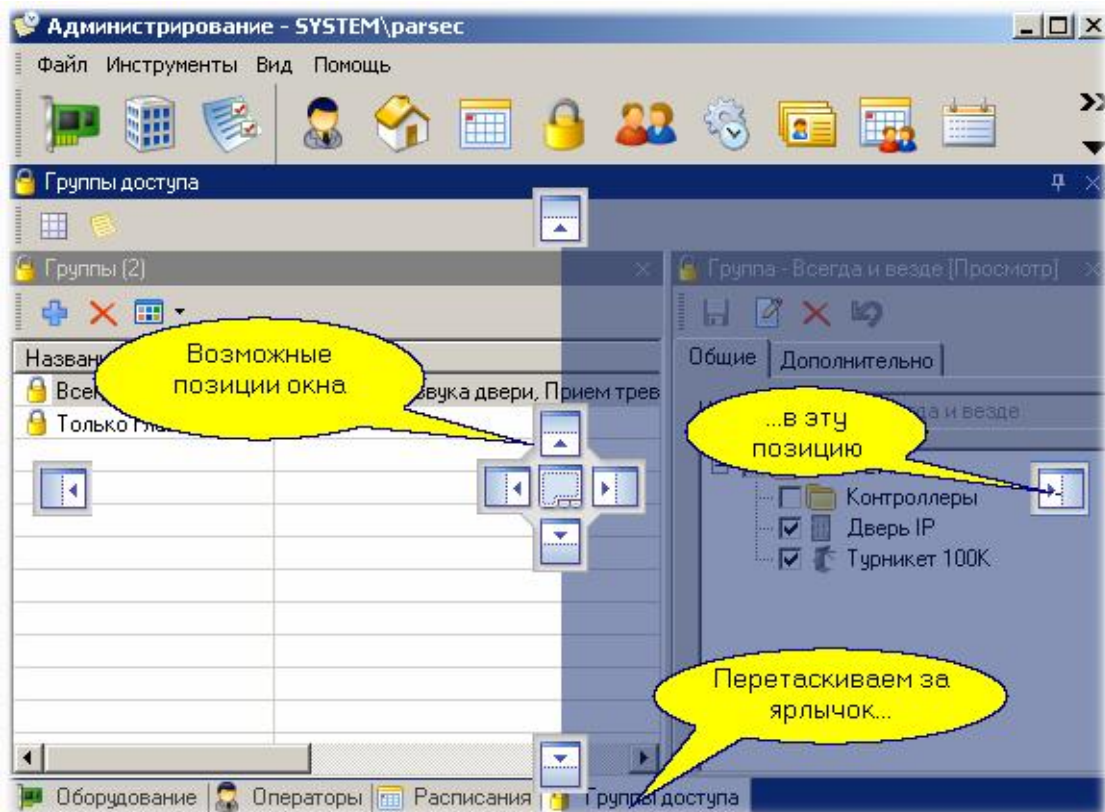 Администрирование - SYSTEM\parsec
Файл Инструменты Вид Помощь
Группы доступа
Группы (2)
Группа - Всегда и везде [Просмотр]
Общие Дополнительно
Возможные
позиции окна
звука двери, Прием трев
Только
...в эту
позицию
да и везде
Контроллеры
Дверь IP
Турникет 100К
Перетаскиваем за
ярлычок...
Оборудование Операторы Расписания Группы доступа